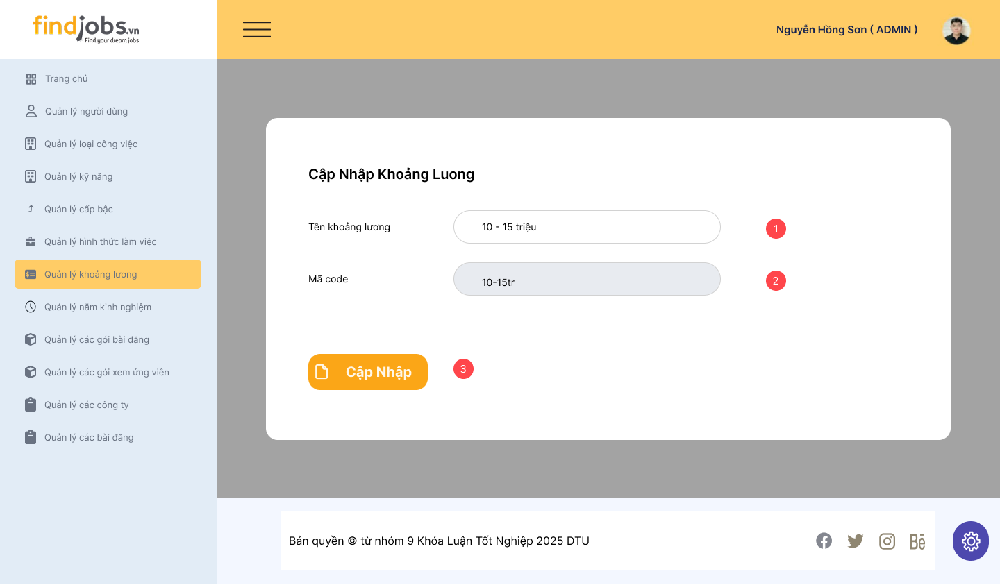 findjobs.vn
Find your dream jobs
Nguyễn Hồng Sơn ( ADMIN )
Trang chủ
Quản lý người dùng
Quản lý loại công việc
Quản lý kỹ năng
Quản lý cấp bậc
Quản lý hình thức làm việc
Quản lý khoảng lương
Quản lý năm kinh nghiệm
Quản lý các gói bài đăng
Quản lý các gói xem ứng viên
Quản lý các công ty
Quản lý các bài đăng
Cập Nhập Khoảng Luong
Tên khoảng lương 10 - 15 triệu 1
Mã code 10-15tr 2
Cập Nhập 3
Bản quyền © từ nhóm 9 Khóa Luận Tốt Nghiệp 2025 DTU